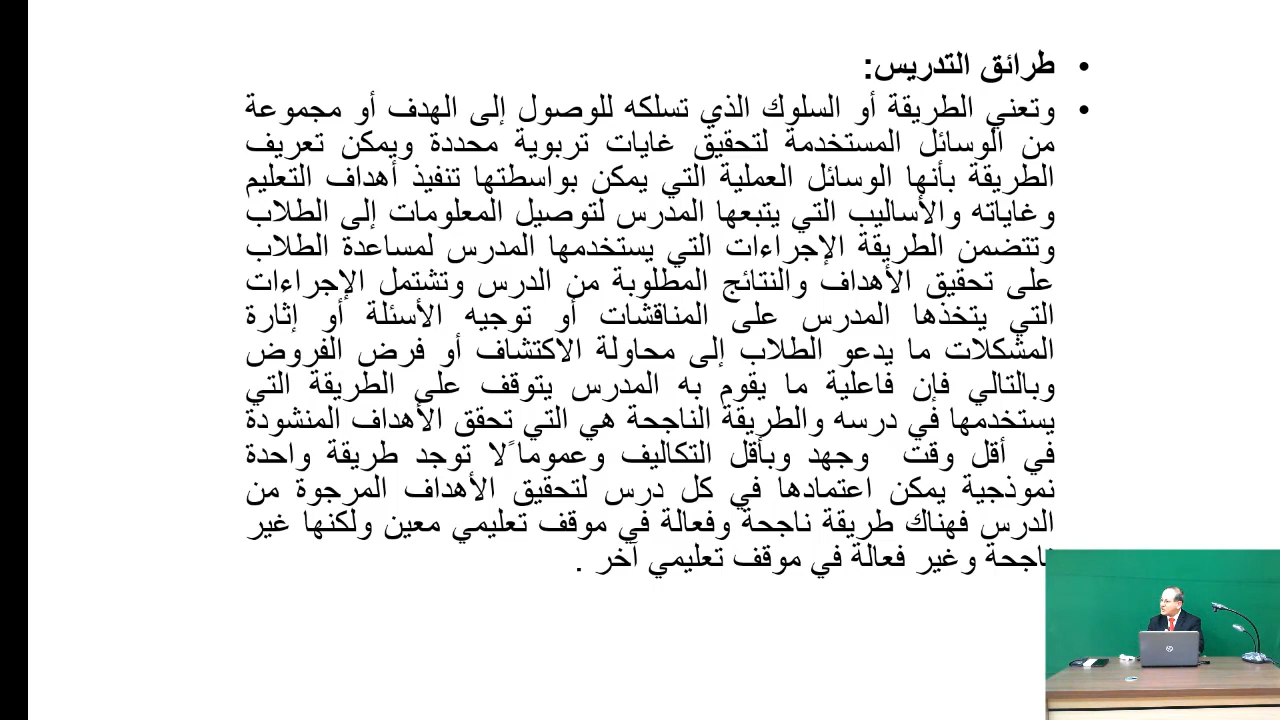 • طرائق التدريس:
• وتعني الطريقة أو السلوك الذي تسلكه للوصول إلى الهدف أو مجموعة
من الوسائل المستخدمة لتحقيق غايات تربوية محددة ويمكن تعريف
الطريقة بأنها الوسائل العملية التي يمكن بواسطتها تنفيذ أهداف التعليم
وغاياته والأساليب التي يتبعها المدرس لتوصيل المعلومات إلى الطلاب
وتتضمن الطريقة الإجراءات التي يستخدمها المدرس لمساعدة الطلاب
على تحقيق الأهداف والنتائج المطلوبة من الدرس وتشتمل الإجراءات
التي يتخذها المدرس على المناقشات أو توجيه الأسئلة أو إثارة
المشكلات ما يدعو الطلاب إلى محاولة الاكتشاف أو فرض الفروض
وبالتالي فإن فاعلية ما يقوم به المدرس يتوقف على الطريقة التي
يستخدمها في درسه والطريقة الناجحة هي التي تحقق الأهداف المنشودة
في أقل وقت وجهد وبأقل التكاليف وعموما ًلا توجد طريقة واحدة
نموذجية يمكن اعتمادها في كل درس لتحقيق الأهداف المرجوة من
الدرس فهناك طريقة ناجحة وفعالة في موقف تعليمي معين ولكنها غير
ناجحة وغير فعالة في موقف تعليمي آخر .